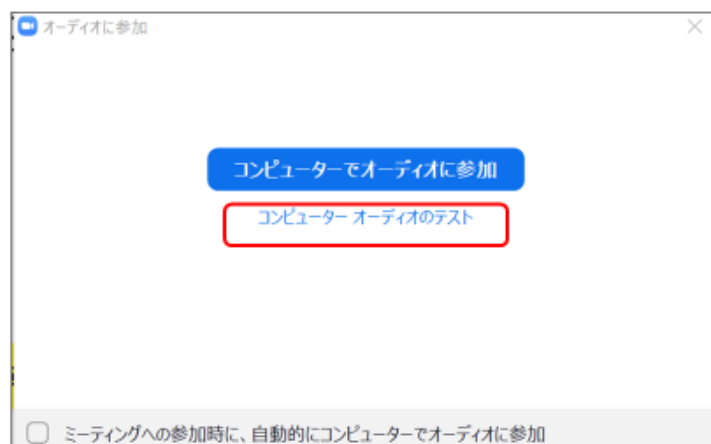 オーディオに参加
コンピューターでオーディオに参加
コンピューター オーディオのテスト
ミーティングへの参加時に、自動的にコンピューターでオーディオに参加